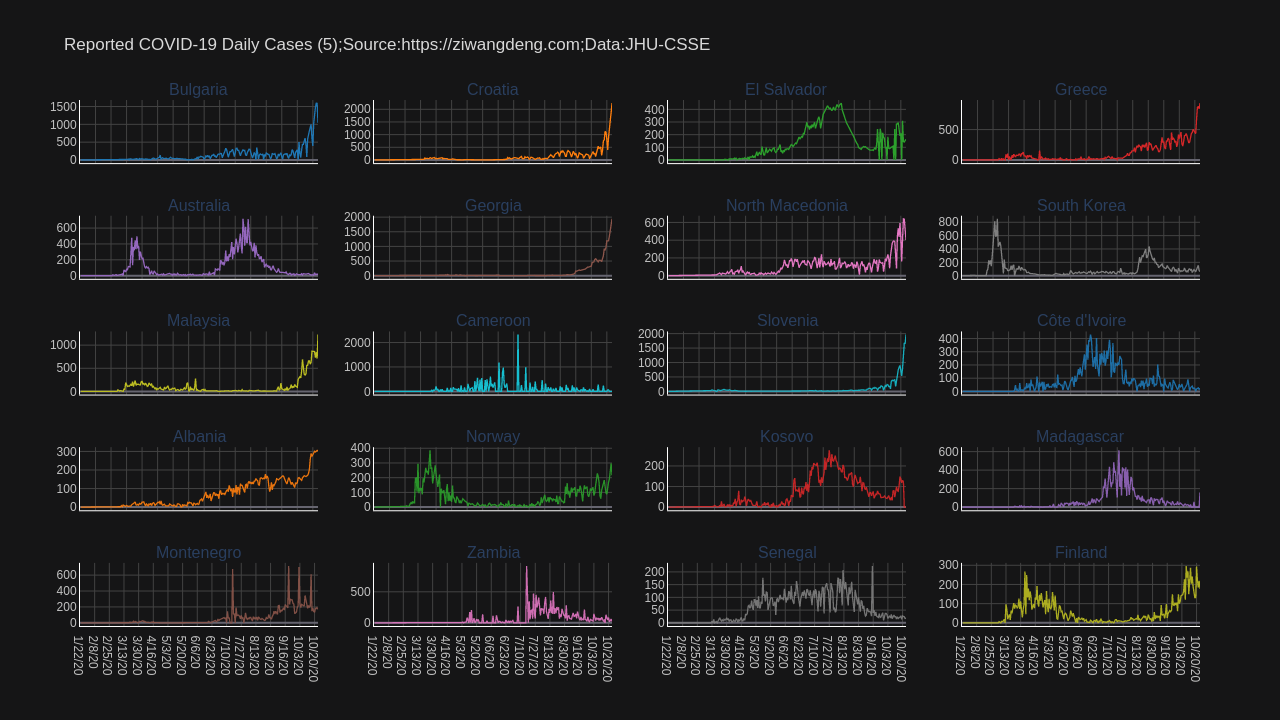 Reported COVID-19 Daily Cases (5);Source:https://ziwangdeng.com;Data:JHU-CSSE
Bulgaria Croatia El Salvador Greece
1500 1000 500 0
2000 1500 1000 500 0
400 300 200 100 0
500 0
Australia Georgia North Macedonia South Korea
600 400 200 0
2000 1500 1000 500 0
600 400 200 0
800 600 400 200 0
Malaysia Cameroon Slovenia Côte d'Ivoire
1000 500 0
2000 1000 0
2000 1500 1000 500 0
400 300 200 100 0
Albania Norway Kosovo Madagascar
300 200 100 0
400 300 200 100 0
200 100 0
600 400 200 0
Montenegro Zambia Senegal Finland
600 400 200 0
500 0
200 150 100 50 0
300 200 100 0
1/22/20 2/8/20 2/25/20 3/13/20 3/30/20 4/16/20 5/3/20 5/20/20 6/6/20 6/23/20 7/10/20 7/27/20 8/13/20 8/30/20 9/16/20 10/3/20 10/20/20
1/22/20 2/8/20 2/25/20 3/13/20 3/30/20 4/16/20 5/3/20 5/20/20 6/6/20 6/23/20 7/10/20 7/27/20 8/13/20 8/30/20 9/16/20 10/3/20 10/20/20
1/22/20 2/8/20 2/25/20 3/13/20 3/30/20 4/16/20 5/3/20 5/20/20 6/6/20 6/23/20 7/10/20 7/27/20 8/13/20 8/30/20 9/16/20 10/3/20 10/20/20
1/22/20 2/8/20 2/25/20 3/13/20 3/30/20 4/16/20 5/3/20 5/20/20 6/6/20 6/23/20 7/10/20 7/27/20 8/13/20 8/30/20 9/16/20 10/3/20 10/20/20